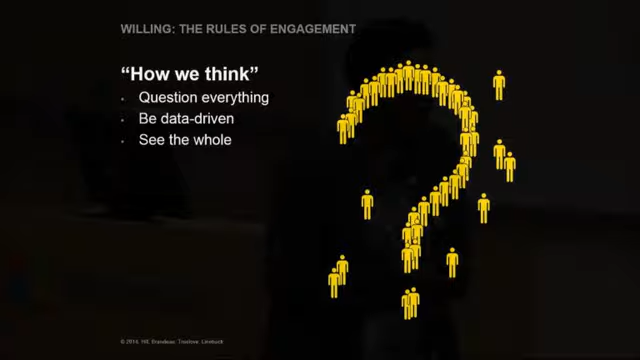 WILLING: THE RULES OF ENGAGEMENT
“How we think”
• Question everything
• Be data-driven
• See the whole